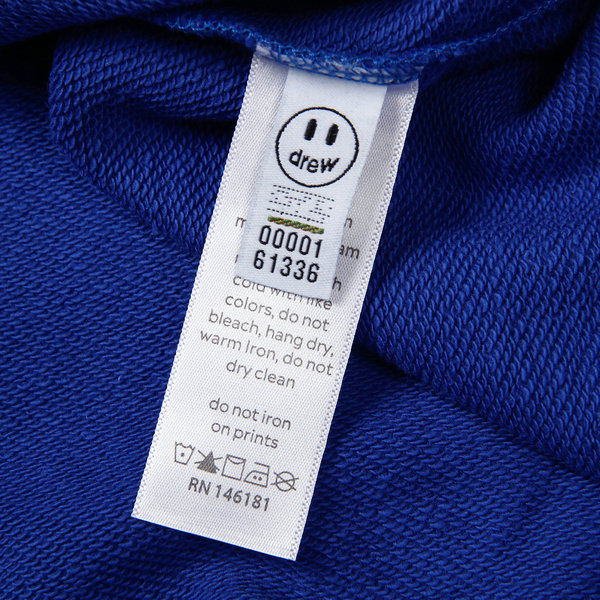 drew
00001
61336
cold with like
colors, do not
bleach, hang dry,
warm Iron, do not
dry clean
do not iron
on prints
RN 146181